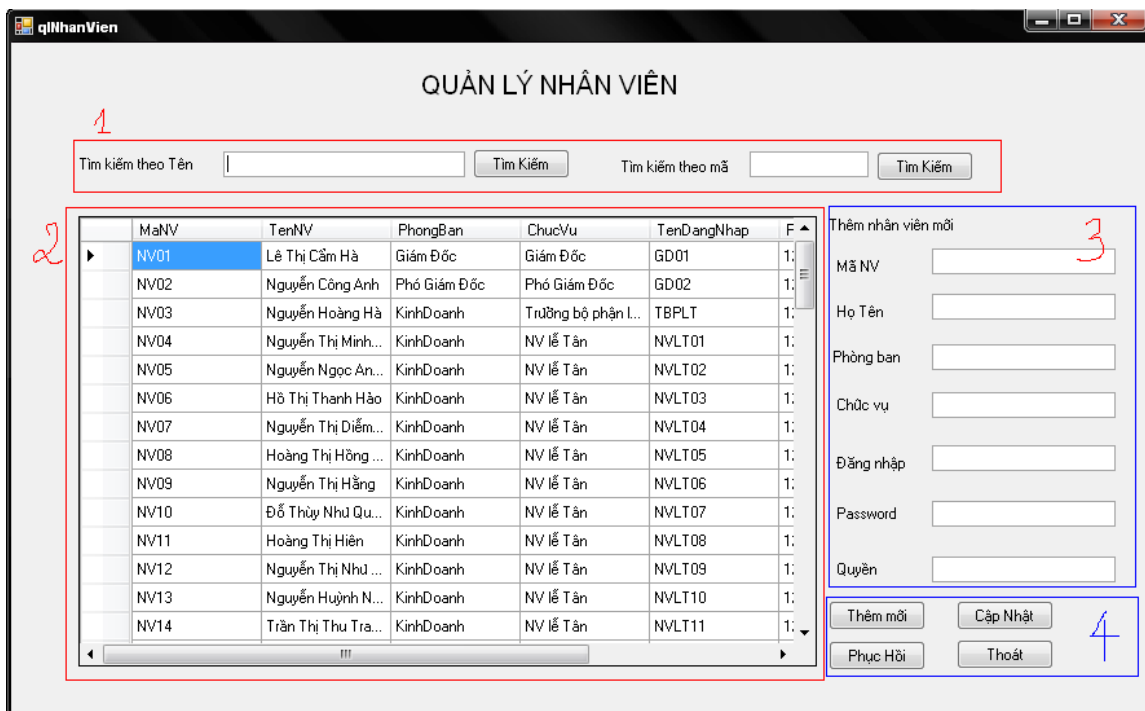 qlNhanVien
QUẢN LÝ NHÂN VIÊN
1
Tìm kiếm theo Tên Tìm Kiếm Tìm kiếm theo mã Tìm Kiếm
2
MaNV TenNV PhongBan ChucVu TenDangNhap
NV01 Lê Thị Cẩm Hà Giám Đốc Giám Đốc GD01
NV02 Nguyễn Công Anh Phó Giám Đốc Phó Giám Đốc GD02
NV03 Nguyễn Hoàng Hà KinhDoanh Trưởng bộ phận l... TBPLT
NV04 Nguyễn Thị Minh... KinhDoanh NV lễ Tân NVLT01
NV05 Nguyễn Ngọc An... KinhDoanh NV lễ Tân NVLT02
NV06 Hồ Thị Thanh Hảo KinhDoanh NV lễ Tân NVLT03
NV07 Nguyễn Thị Diễm... KinhDoanh NV lễ Tân NVLT04
NV08 Hoàng Thị Hồng ... KinhDoanh NV lễ Tân NVLT05
NV09 Nguyễn Thị Hằng KinhDoanh NV lễ Tân NVLT06
NV10 Đỗ Thùy Như Qu... KinhDoanh NV lễ Tân NVLT07
NV11 Hoàng Thị Hiên KinhDoanh NV lễ Tân NVLT08
NV12 Nguyễn Thị Như ... KinhDoanh NV lễ Tân NVLT09
NV13 Nguyễn Huỳnh N... KinhDoanh NV lễ Tân NVLT10
NV14 Trần Thị Thu Tra... KinhDoanh NV lễ Tân NVLT11
Thêm nhân viên mới
3
Mã NV
Họ Tên
Phòng ban
Chức vụ
Đăng nhập
Password
Quyền
Thêm mới Cập Nhật
4
Phục Hồi Thoát